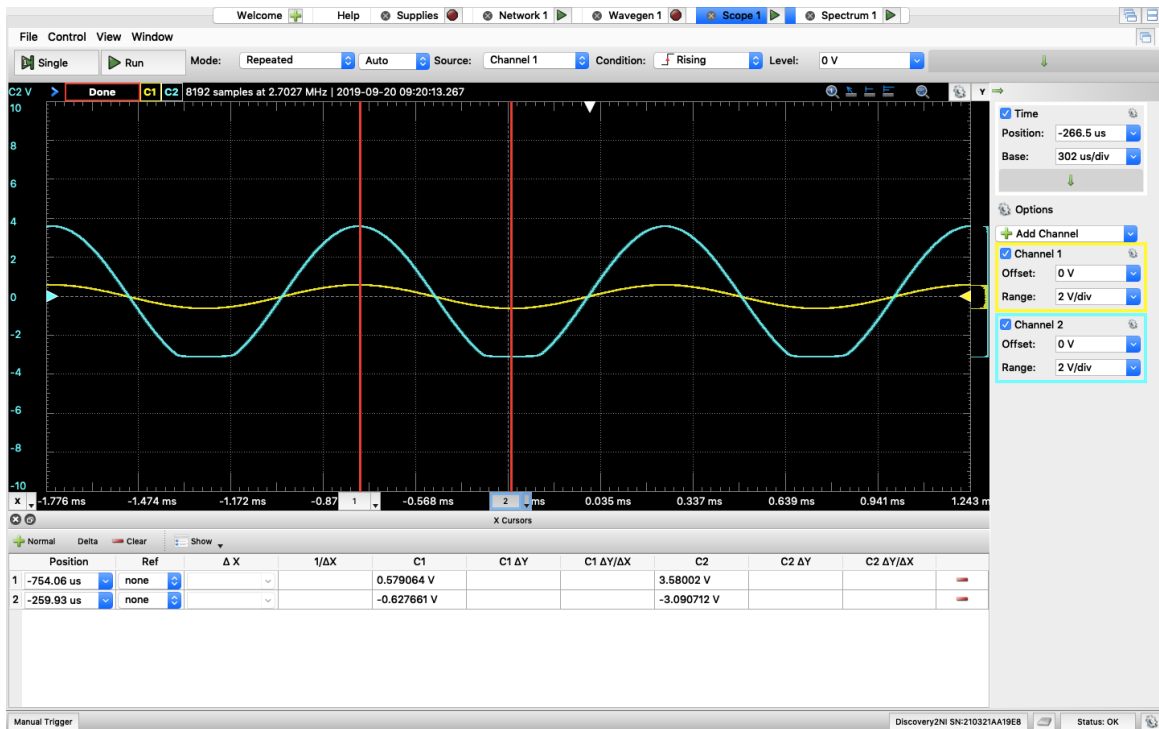 Welcome Help Supplies Network 1 Wavegen 1 Scope 1 Spectrum 1
File Control View Window
Single Run Mode: Repeated Auto Source: Channel 1 Condition: Rising Level: 0 V
C2 V Done C1 C2 8192 samples at 2.7027 MHz | 2019-09-20 09:20:13.267 Y
10
8
6
4
2
0
-2
-4
-6
-8
-10
X -1.776 ms -1.474 ms -1.172 ms -0.87 1 -0.568 ms 2 ms 0.035 ms 0.337 ms 0.639 ms 0.941 ms 1.243 m
Time
Position: -266.5 us
Base: 302 us/div
Options
Add Channel
Channel 1
Offset: 0 V
Range: 2 V/div
Channel 2
Offset: 0 V
Range: 2 V/div
X Cursors
Normal Delta Clear Show
Position Ref Δ X 1/ΔX C1 C1 ΔY C1 ΔY/ΔX C2 C2 ΔY C2 ΔY/ΔX
1 -754.06 us none 0.579064 V 3.58002 V
2 -259.93 us none -0.627661 V -3.090712 V
Manual Trigger Discovery2NI SN:210321AA19E8 Status: OK